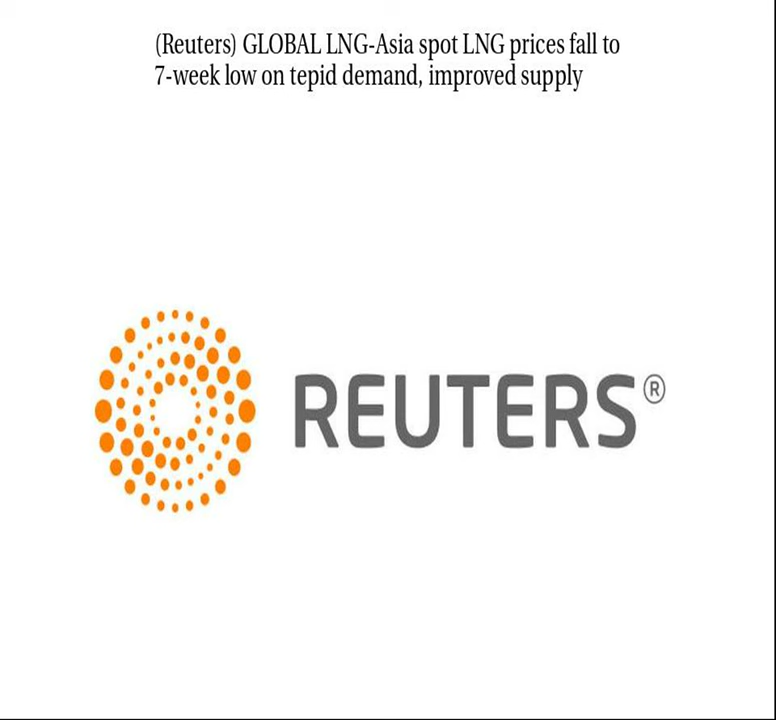 (Reuters) GLOBAL LNG-Asia spot LNG prices fall to
7-week low on tepid demand, improved supply
REUTERS®